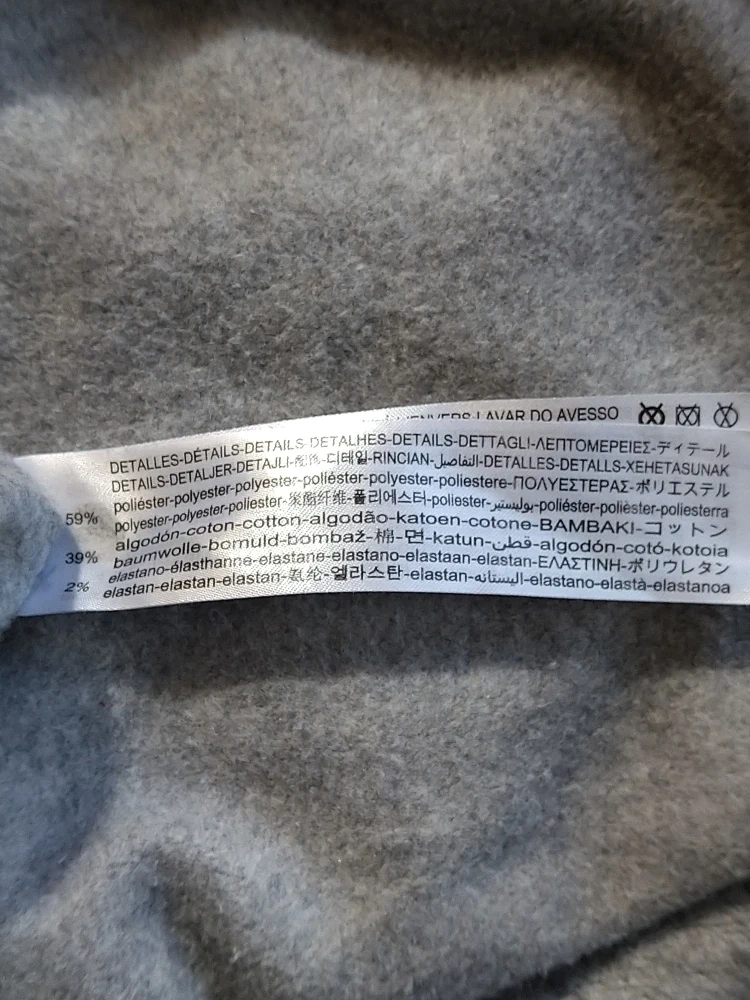 LAVAR DO AVESSO
DETALLES-DÉTAILS-DETAILS-DETALHES-DETAILS-DETTAGLI-ΛΕΠΤΟΜΕΡΕΙΕΣ-ディテール
DETAILS-DETALJER-DETAJLI-디테일-RINCIAN-التفاصيل-DETALLES-DETALLS-XEHETASUNAK
59% poliéster-polyester-polyester-poliéster-polyester-poliestere-ΠΟΛΥΕΣΤΕΡΑΣ-ポリエステル
polyester-polyester-poliester-聚酯纤维-폴리에스터-poliester-بوليستير-poliéster-polièster-poliesterra
39% algodón-coton-cotton-algodão-katoen-cotone-BAMBAKI-コットン
baumwolle-bomuld-bombaž-棉-면-katun-قطن-algodón-cotó-kotoia
2% elastano-élasthanne-elastane-elastano-elastaan-elastan-ΕΛΑΣΤΙΝΗ-ポリウレタン
elastan-elastan-elastan-氨纶-엘라스탄-elastan-اليستانه-elastano-elastà-elastanoa